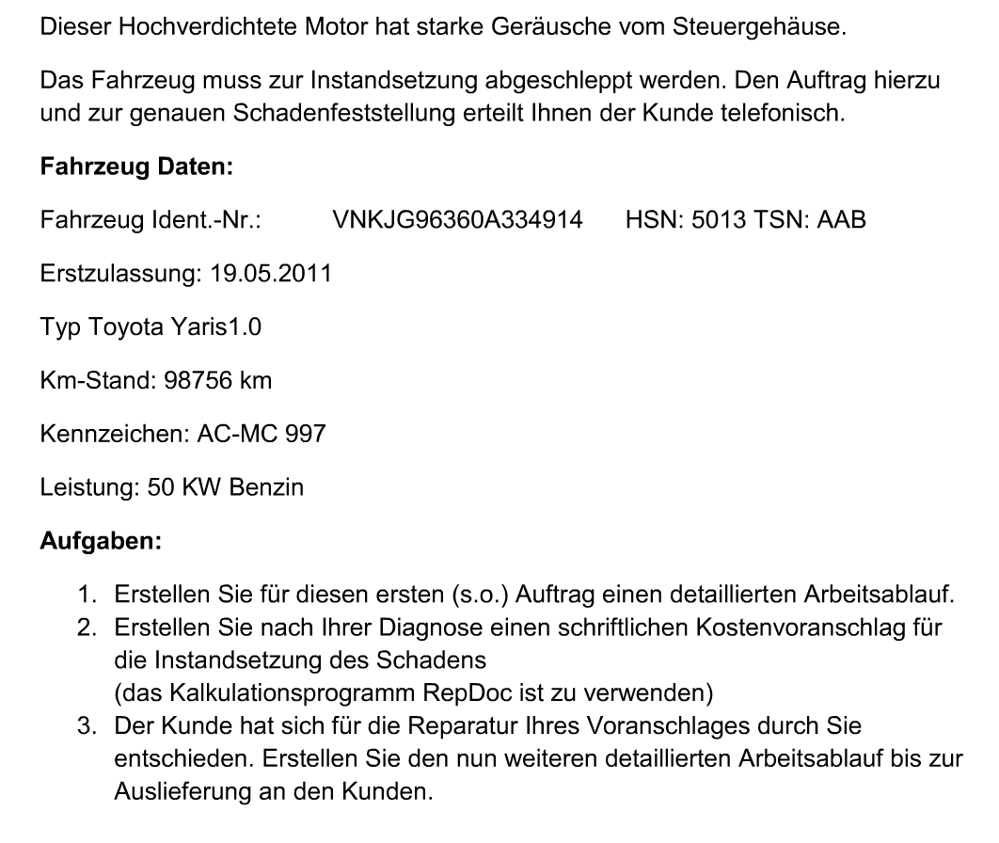 Dieser Hochverdichtete Motor hat starke Geräusche vom Steuergehäuse.
Das Fahrzeug muss zur Instandsetzung abgeschleppt werden. Den Auftrag hierzu
und zur genauen Schadenfeststellung erteilt Ihnen der Kunde telefonisch.
Fahrzeug Daten:
Fahrzeug Ident.-Nr.: VNKJG96360A334914 HSN: 5013 TSN: AAB
Erstzulassung: 19.05.2011
Typ Toyota Yaris1.0
Km-Stand: 98756 km
Kennzeichen: AC-MC 997
Leistung: 50 KW Benzin
Aufgaben:
1. Erstellen Sie für diesen ersten (s.o.) Auftrag einen detaillierten Arbeitsablauf.
2. Erstellen Sie nach Ihrer Diagnose einen schriftlichen Kostenvoranschlag für
die Instandsetzung des Schadens
(das Kalkulationsprogramm RepDoc ist zu verwenden)
3. Der Kunde hat sich für die Reparatur Ihres Voranschlages durch Sie
entschieden. Erstellen Sie den nun weiteren detaillierten Arbeitsablauf bis zur
Auslieferung an den Kunden.